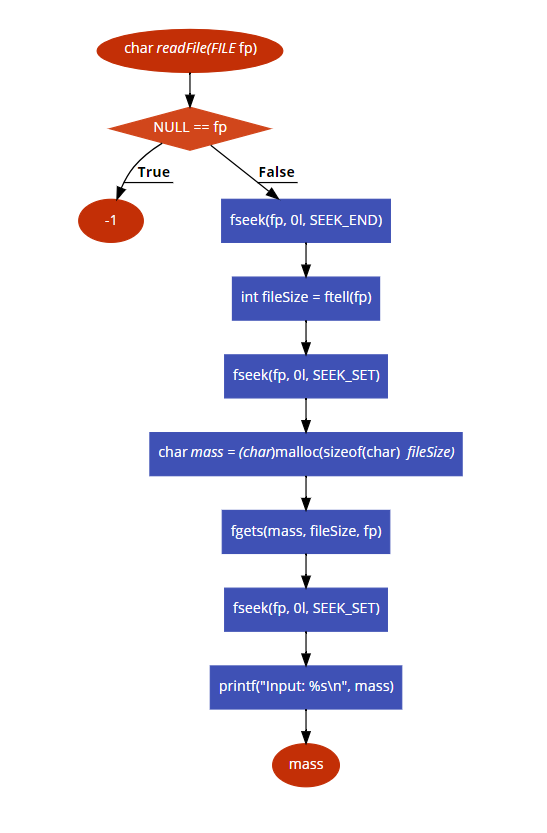 char readFile(FILE fp)
NULL == fp
True
False
-1
fseek(fp, 0l, SEEK_END)
int fileSize = ftell(fp)
fseek(fp, 0l, SEEK_SET)
char mass = (char)malloc(sizeof(char) fileSize)
fgets(mass, fileSize, fp)
fseek(fp, 0l, SEEK_SET)
printf("Input: %s\n", mass)
mass